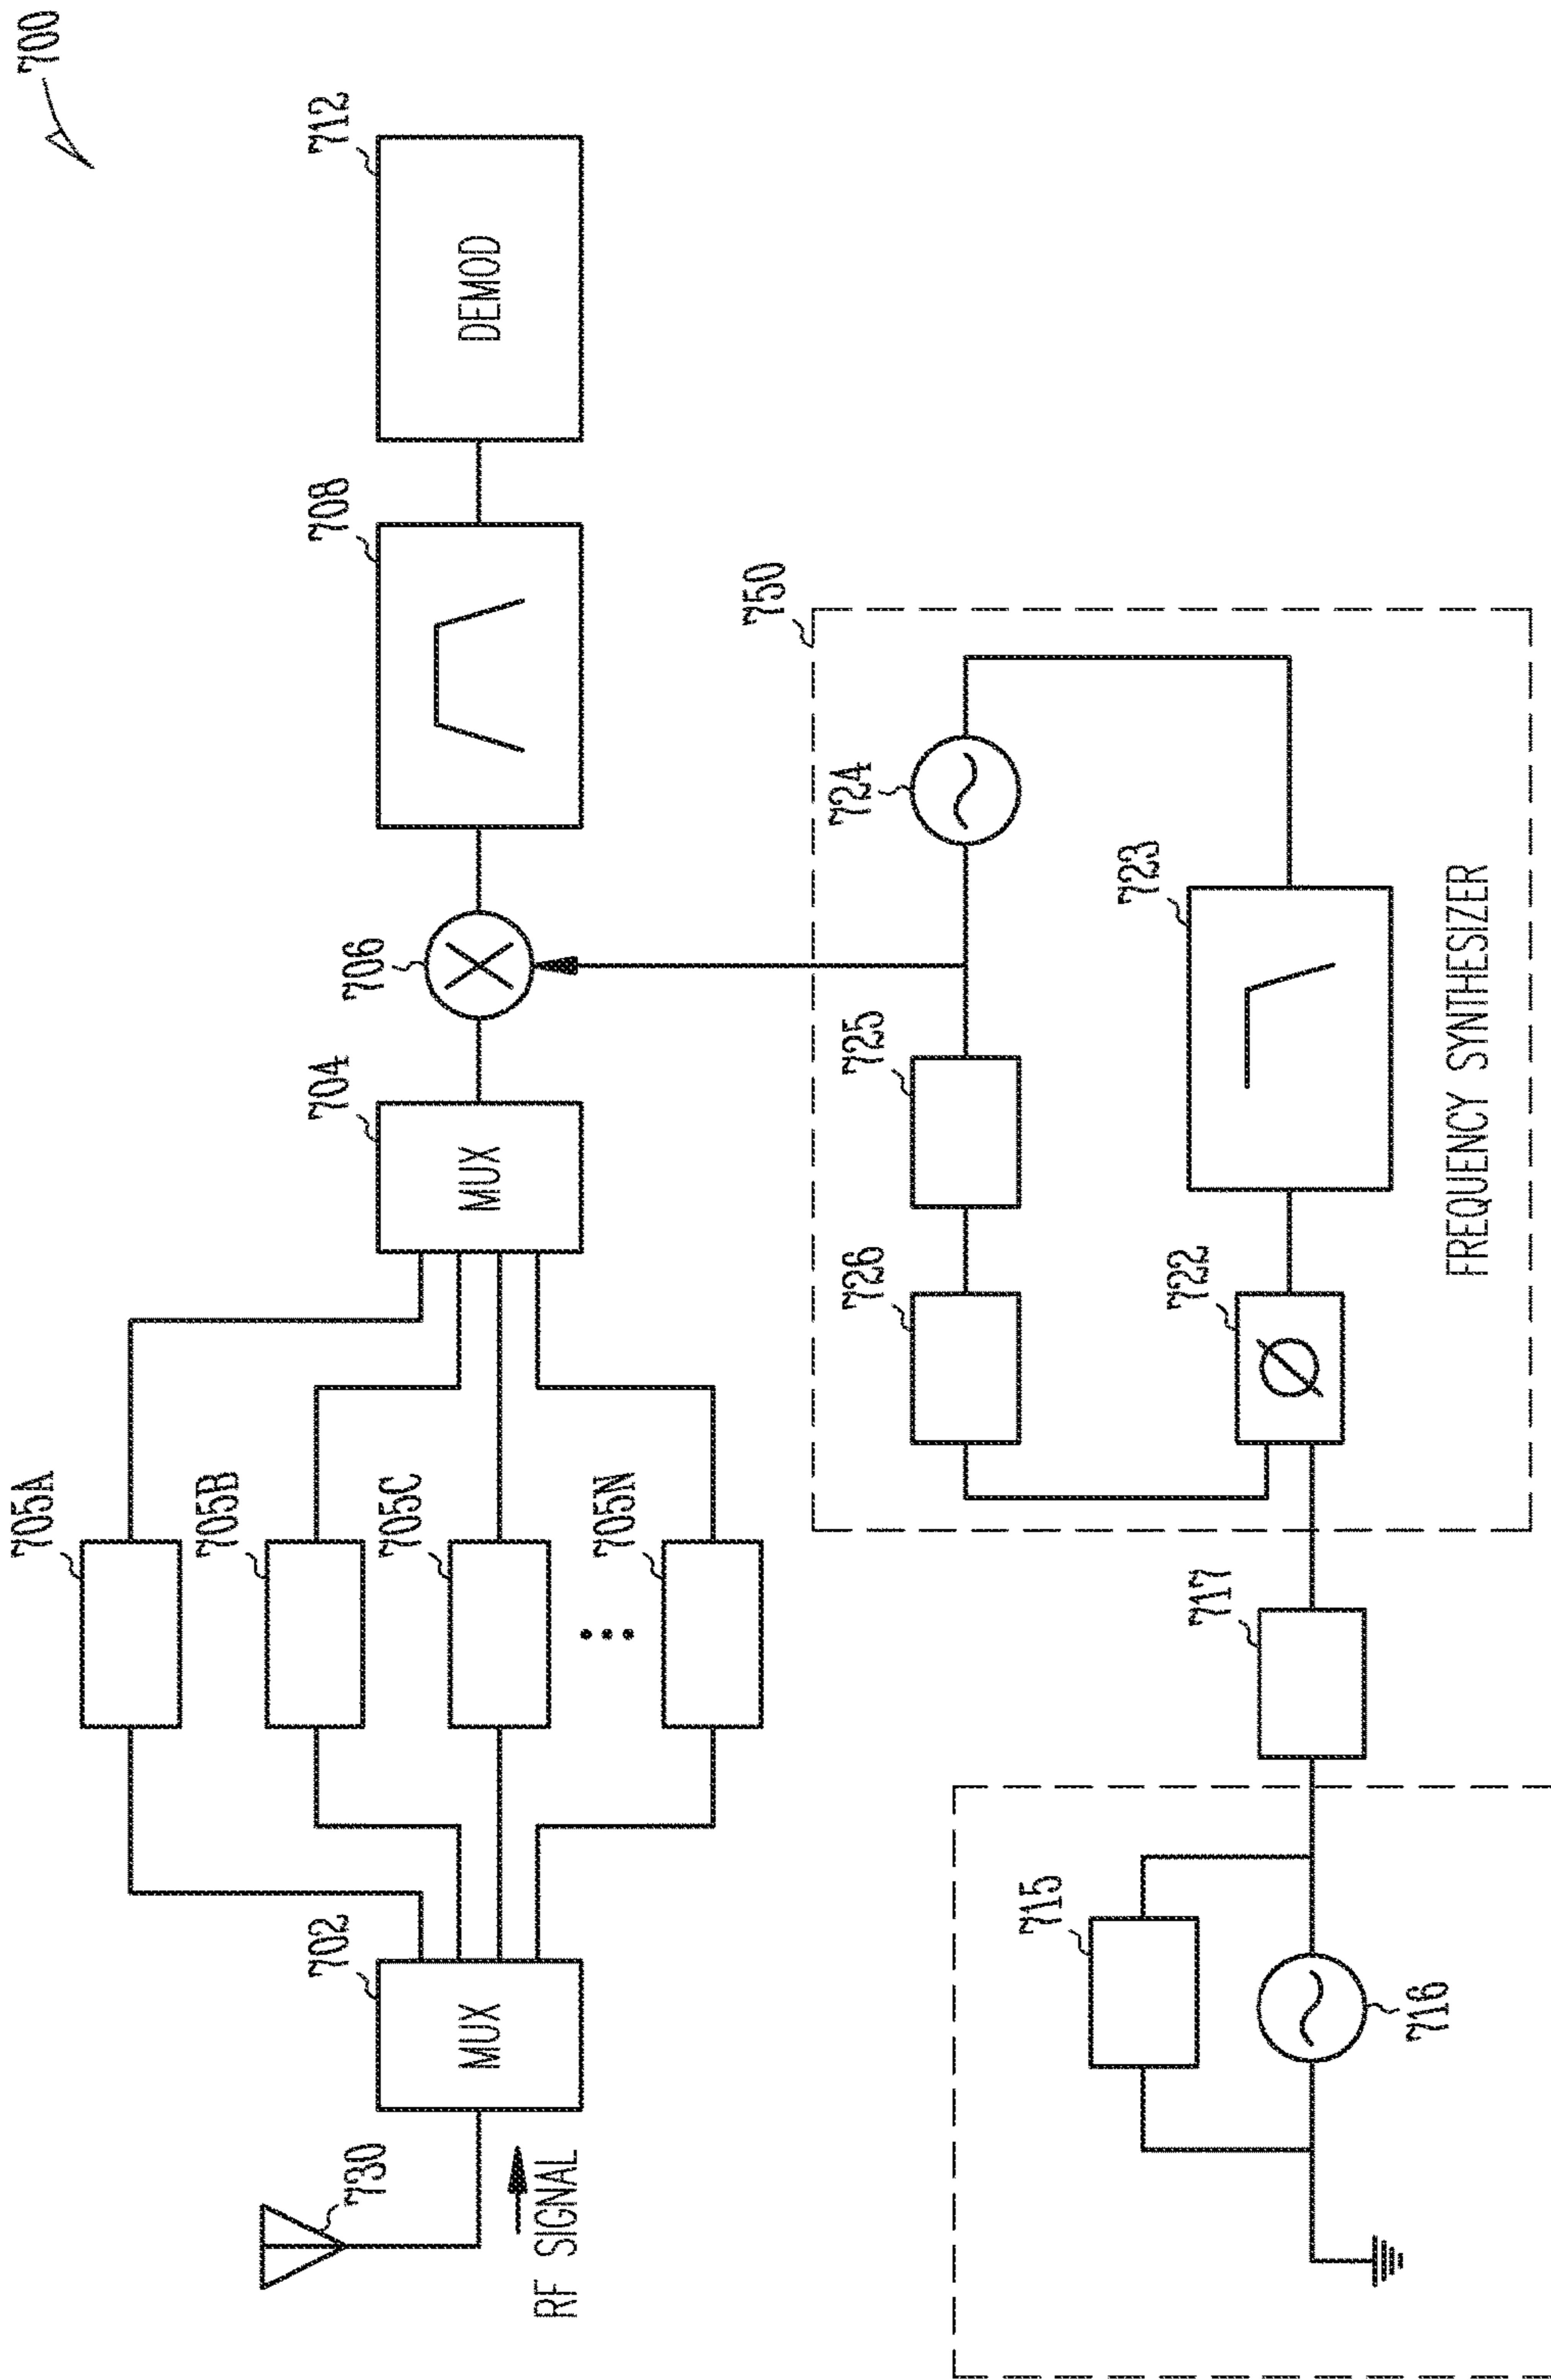 700
730
RF SIGNAL
702
MUX
705A
705B
705C
705N
704
MUX
706
708
712
DEMOD
715
716
717
750
726
725
724
722
723
FREQUENCY SYNTHESIZER